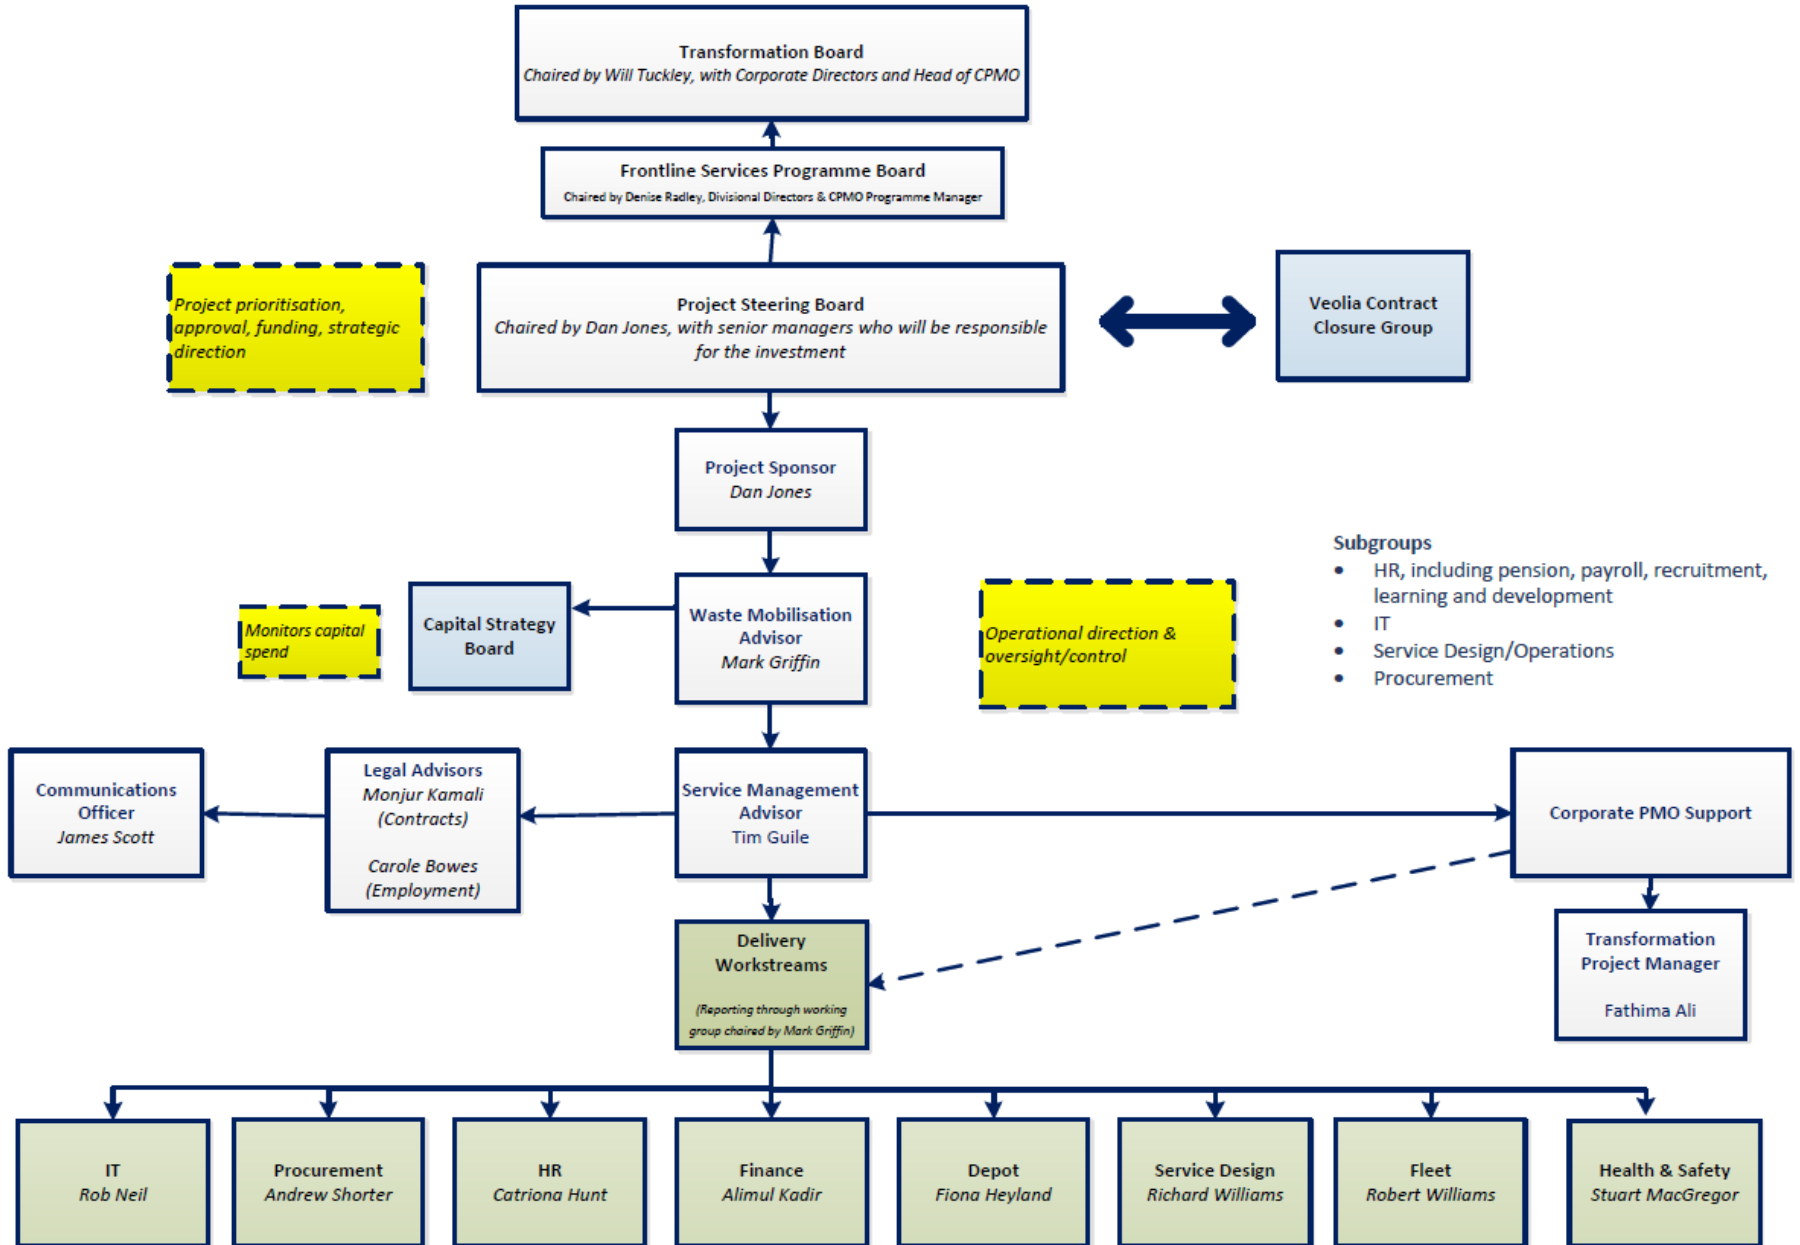 Transformation Board
Chaired by Will Tuckley, with Corporate Directors and Head of CPMO
Frontline Services Programme Board
Chaired by Denise Radley, Divisional Directors & CPMO Programme Manager
Project prioritisation,
approval, funding, strategic
direction
Project Steering Board
Chaired by Dan Jones, with senior managers who will be responsible
for the investment
Veolia Contract
Closure Group
Project Sponsor
Dan Jones
Subgroups
• HR, including pension, payroll, recruitment,
learning and development
• IT
• Service Design/Operations
• Procurement
Monitors capital
spend
Capital Strategy
Board
Waste Mobilisation
Advisor
Mark Griffin
Operational direction &
oversight/control
Communications
Officer
James Scott
Legal Advisors
Monjur Kamali
(Contracts)
Carole Bowes
(Employment)
Service Management
Advisor
Tim Guile
Corporate PMO Support
Delivery
Workstreams
(Reporting through working
group chaired by Mark Griffin)
Transformation
Project Manager
Fathima Ali
IT
Rob Neil
Procurement
Andrew Shorter
HR
Catriona Hunt
Finance
Alimul Kadir
Depot
Fiona Heyland
Service Design
Richard Williams
Fleet
Robert Williams
Health & Safety
Stuart MacGregor